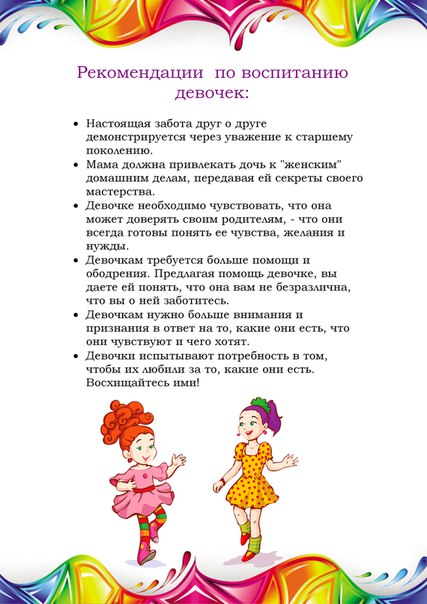 Рекомендации по воспитанию
девочек:
• Настоящая забота друг о друге
демонстрируется через уважение к старшему
поколению.
• Мама должна привлекать дочь к "женским"
домашним делам, передавая ей секреты своего
мастерства.
• Девочке необходимо чувствовать, что она
может доверять своим родителям, - что они
всегда готовы понять ее чувства, желания и
нужды.
• Девочкам требуется больше помощи и
ободрения. Предлагая помощь девочке, вы
даете ей понять, что она вам не безразлична,
что вы о ней заботитесь.
• Девочкам нужно больше внимания и
признания в ответ на то, какие они есть, что
они чувствуют и чего хотят.
• Девочки испытывают потребность в том,
чтобы их любили за то, какие они есть.
Восхищайтесь ими!